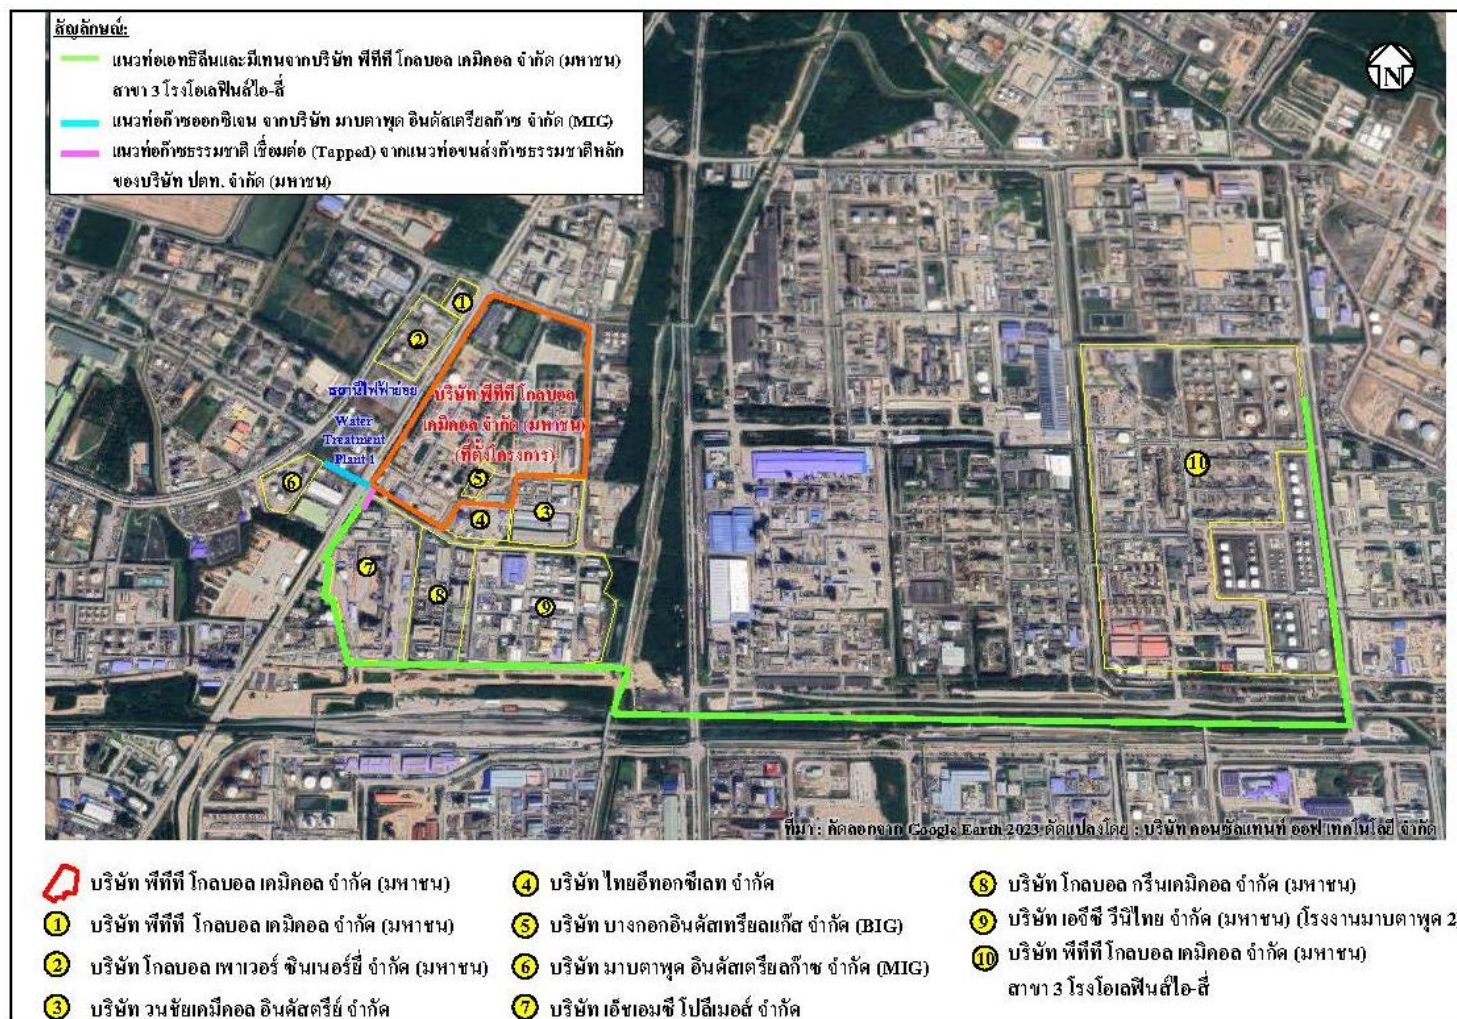 สัญลักษณ์:
แนวท่อเอทธิลีนและมีเทนจากบริษัท พีทีที โกลบอล เคมิคอล จำกัด (มหาชน)
สาขา 3 โรงโอเลฟินส์ไอ-สี่
แนวท่อก๊าซออกซิเจน จากบริษัท มาบตาพุด อินดัสเตรียลก๊าซ จำกัด (MIG)
แนวท่อก๊าซธรรมชาติ เชื่อมต่อ (Tapped) จากแนวท่อขนส่งก๊าซธรรมชาติหลัก
ของบริษัท ปตท. จำกัด (มหาชน)
N
1
2
สถานีไฟฟ้าย่อย
Water
Treatment
Plant 1
บริษัท พีทีที โกลบอล
เคมิคอล จำกัด (มหาชน)
(ที่ตั้งโครงการ)
6
5
4
3
10
7
8
9
ที่มา : คัดลอกจาก Google Earth 2023 ดัดแปลงโดย : บริษัท คอนซัลแทนท์ ออฟ เทคโนโลยี จำกัด
บริษัท พีทีที โกลบอล เคมิคอล จำกัด (มหาชน)
1 บริษัท พีทีที โกลบอล เคมิคอล จำกัด (มหาชน)
2 บริษัท โกลบอล เพาเวอร์ ซินเนอร์ยี่ จำกัด (มหาชน)
3 บริษัท วนชัยเคมีคอล อินดัสตรีย์ จำกัด
4 บริษัท ไทยอีทอกซีเลท จำกัด
5 บริษัท บางกอกอินดัสเทรียลแก๊ส จำกัด (BIG)
6 บริษัท มาบตาพุด อินดัสเตรียลก๊าซ จำกัด (MIG)
7 บริษัท เอ็ชเอมซี โปลีเมอส์ จำกัด
8 บริษัท โกลบอล กรีนเคมิคอล จำกัด (มหาชน)
9 บริษัท เอจีซี วีนิไทย จำกัด (มหาชน) (โรงงานมาบตาพุด 2)
10 บริษัท พีทีที โกลบอล เคมิคอล จำกัด (มหาชน)
สาขา 3 โรงโอเลฟินส์ไอ-สี่